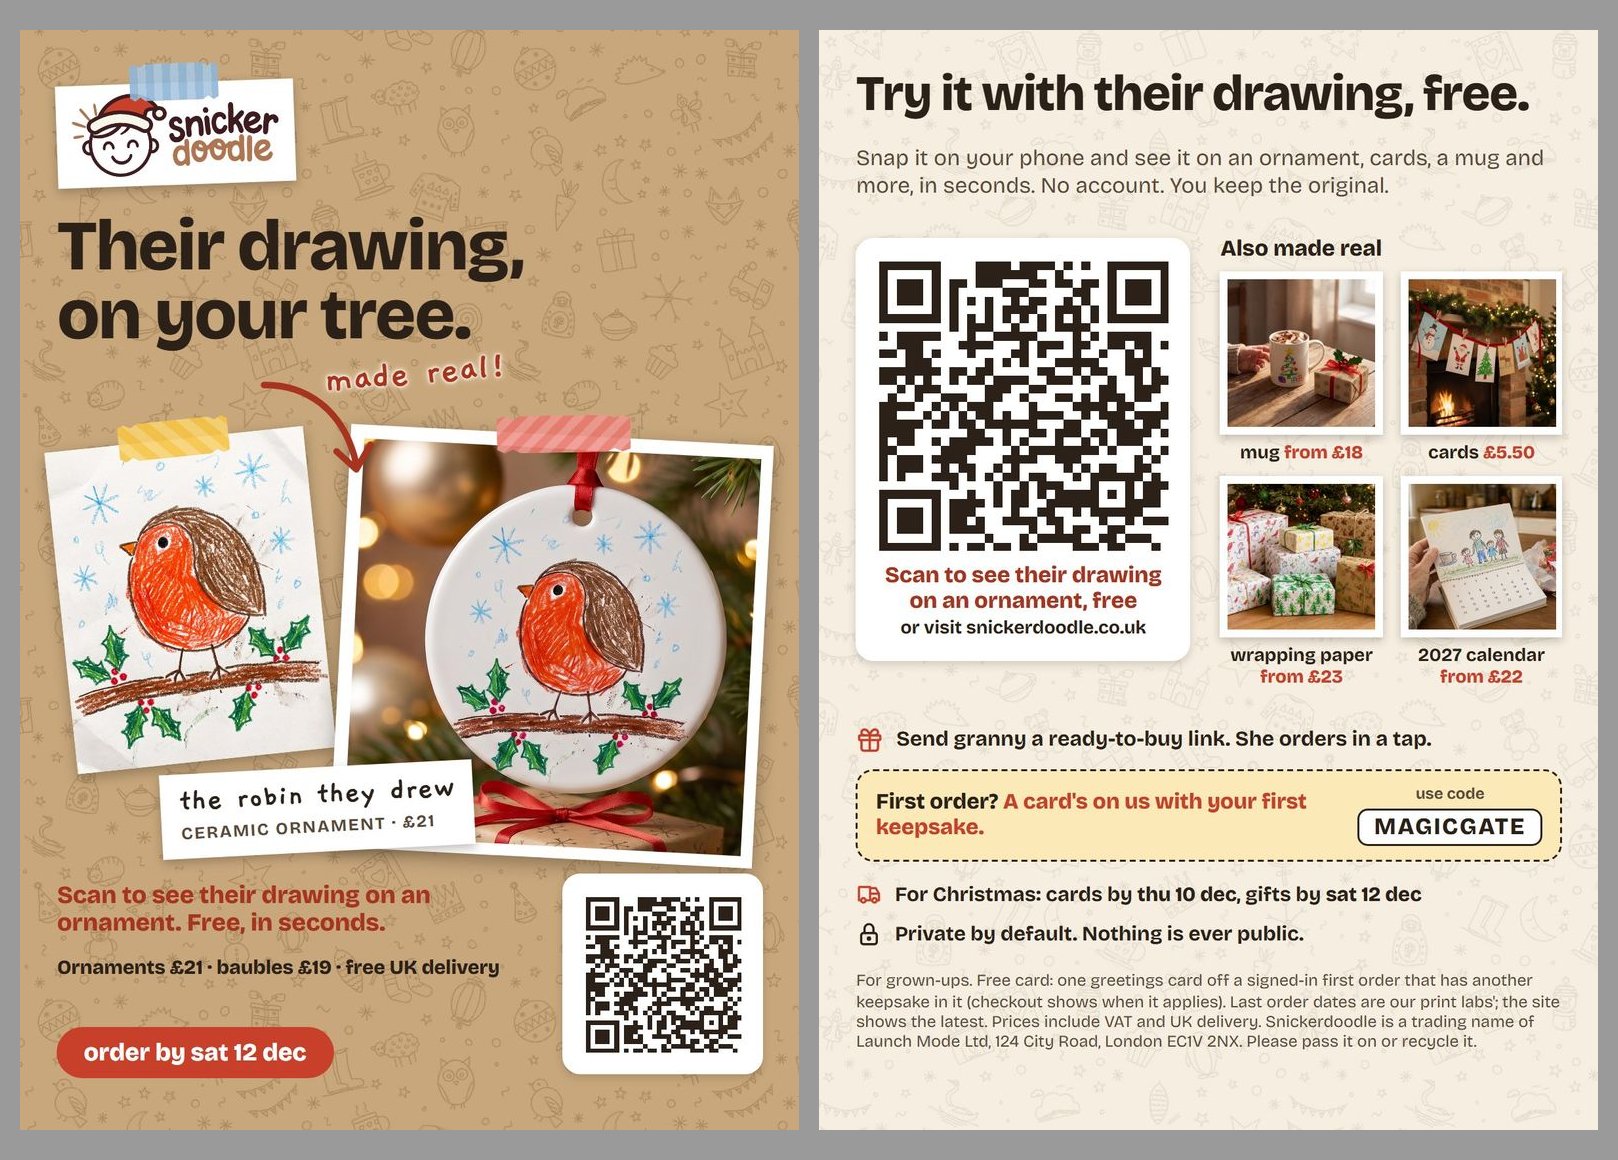 snicker
doodle
Their drawing,
on your tree.
made real!
the robin they drew
CERAMIC ORNAMENT · £21
Scan to see their drawing on an
ornament. Free, in seconds.
Ornaments £21 · baubles £19 · free UK delivery
order by sat 12 dec
Try it with their drawing, free.
Snap it on your phone and see it on an ornament, cards, a mug and
more, in seconds. No account. You keep the original.
Scan to see their drawing
on an ornament, free
or visit snickerdoodle.co.uk
Also made real
mug from £18
cards £5.50
wrapping paper
from £23
2027 calendar
from £22
Send granny a ready-to-buy link. She orders in a tap.
First order? A card's on us with your first
keepsake.
use code
MAGICGATE
For Christmas: cards by thu 10 dec, gifts by sat 12 dec
Private by default. Nothing is ever public.
For grown-ups. Free card: one greetings card off a signed-in first order that has another
keepsake in it (checkout shows when it applies). Last order dates are our print labs'; the site
shows the latest. Prices include VAT and UK delivery. Snickerdoodle is a trading name of
Launch Mode Ltd, 124 City Road, London EC1V 2NX. Please pass it on or recycle it.